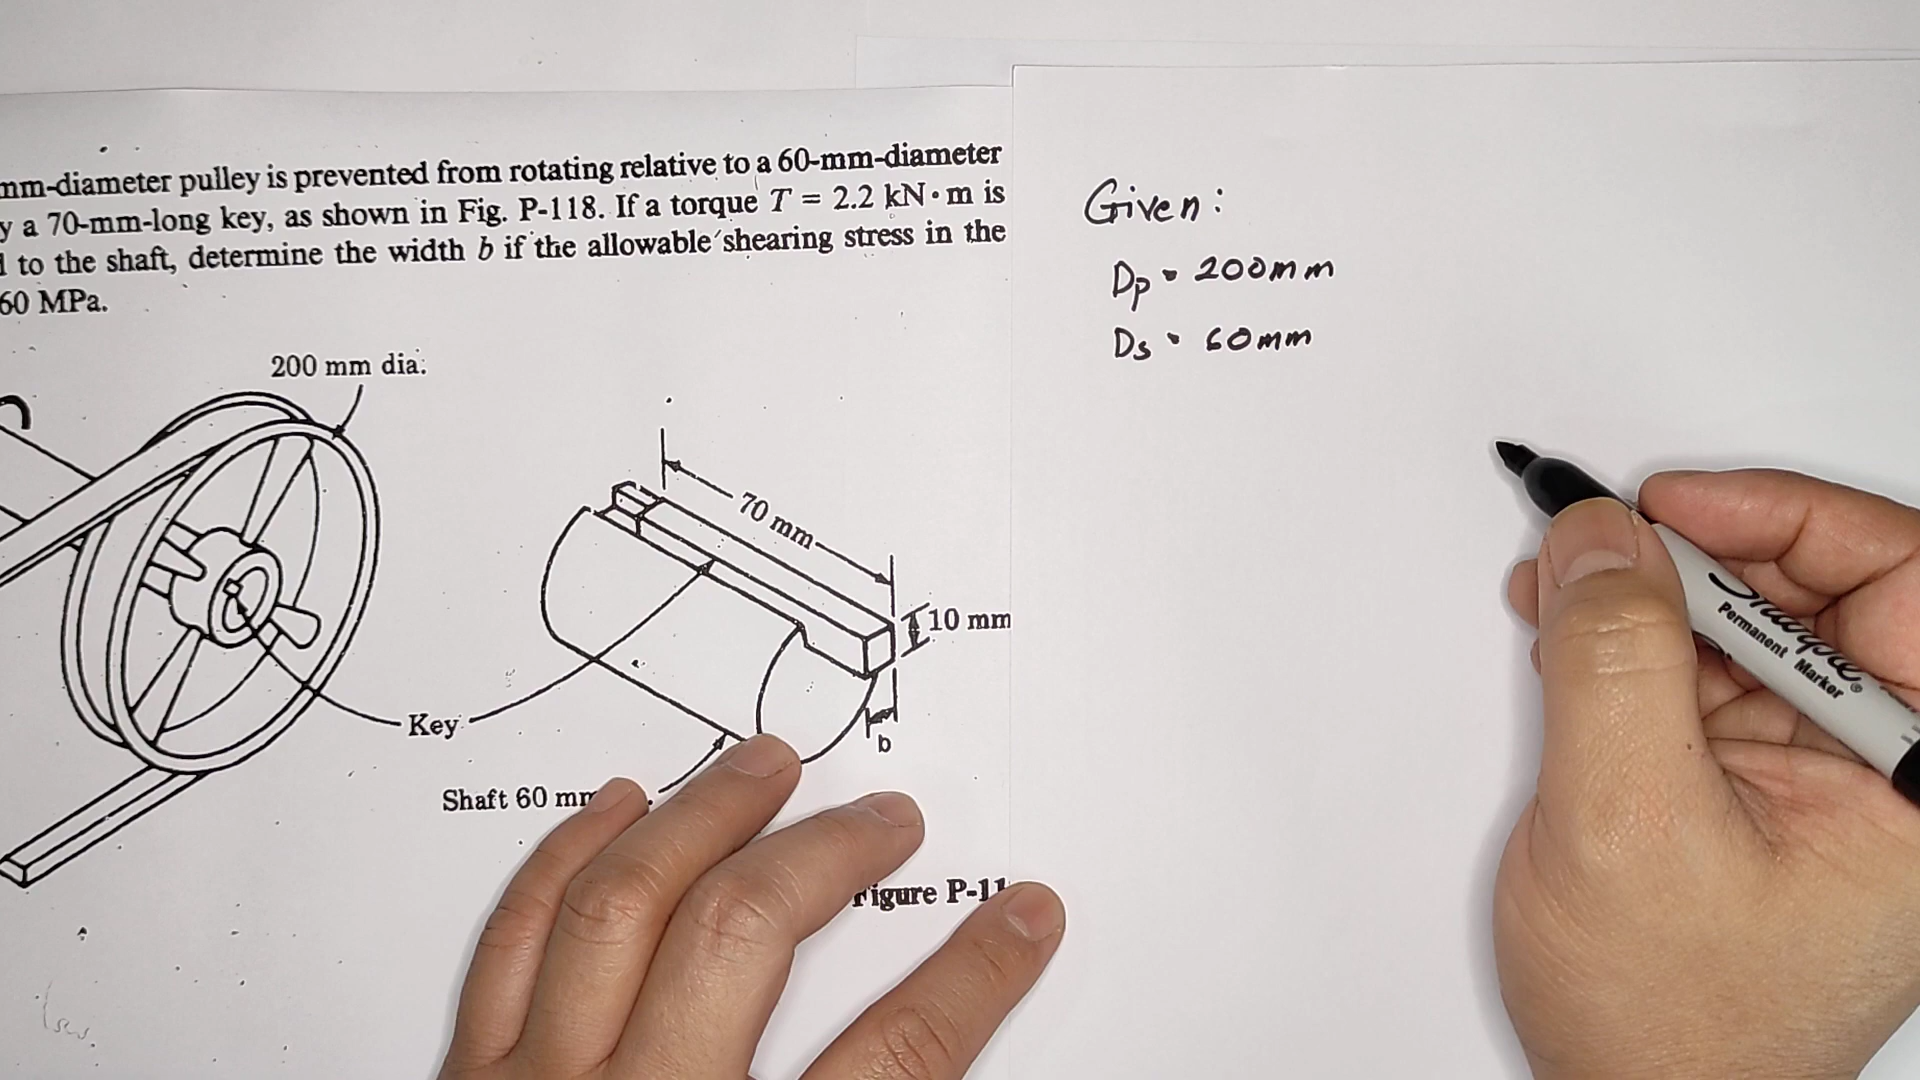 mm-diameter pulley is prevented from rotating relative to a 60-mm-diameter
y a 70-mm-long key, as shown in Fig. P-118. If a torque T = 2.2 kN·m is
to the shaft, determine the width b if the allowable shearing stress in the
60 MPa.
200 mm dia.
70 mm
10 mm
b
Key
Shaft 60 mm
Figure P-11
Given:
Dp = 200mm
Ds = 60mm
Sharpie
Permanent Marker